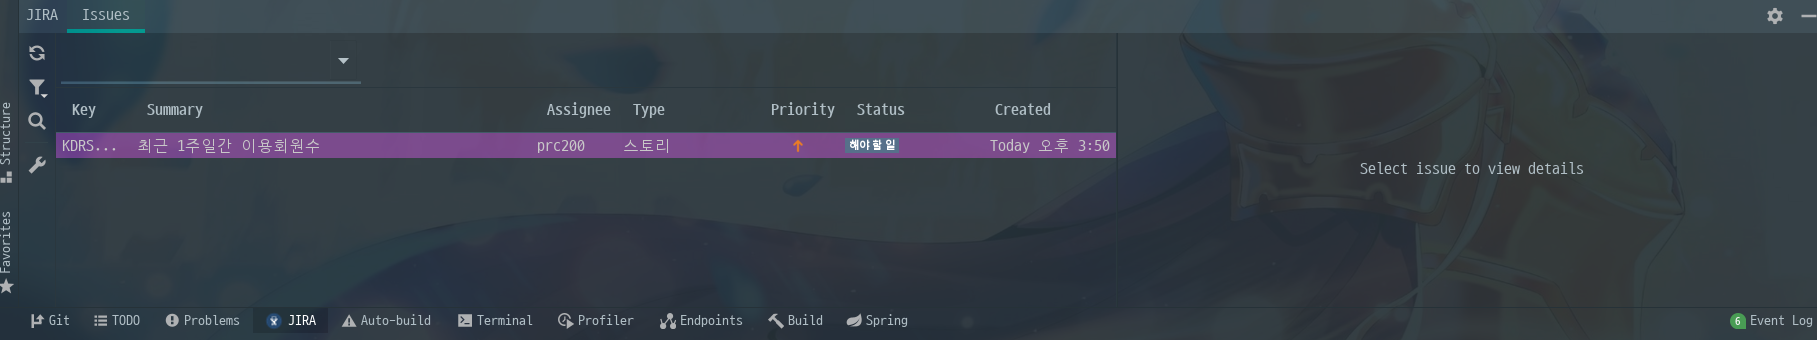 JIRA Issues
Key Summary Assignee Type Priority Status Created
KDRS... 최근 1주일간 이용회원수 prc200 스토리 해야 할 일 Today 오후 3:50
Select issue to view details
Structure
Favorites
Git TODO Problems JIRA Auto-build Terminal Profiler Endpoints Build Spring 6 Event Log